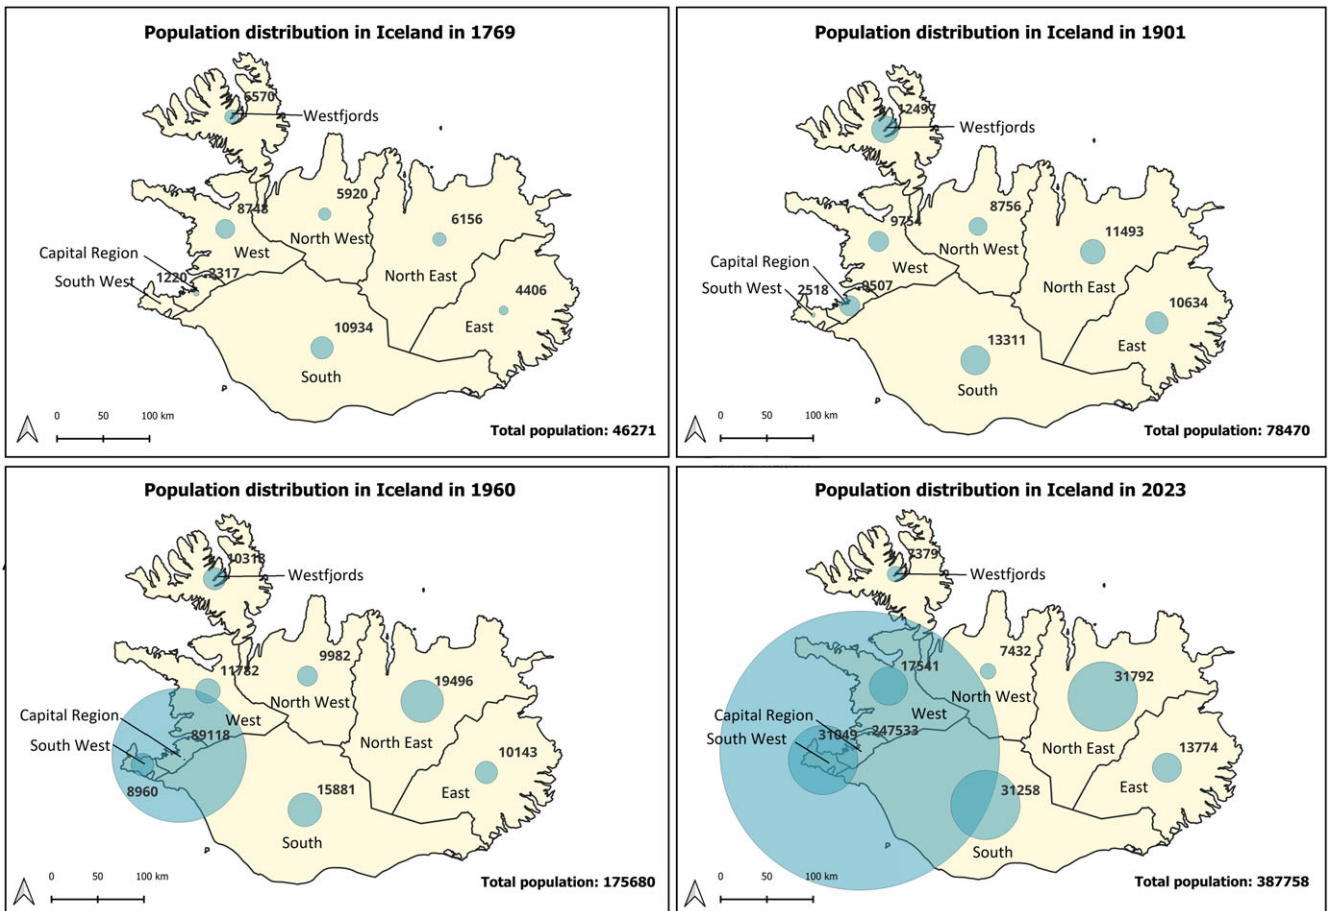 Population distribution in Iceland in 1769
6570
Westfjords
5920
8748
6156
North West
Capital Region
West
1220
2317
South West
North East
4406
10934
East
South
0 50 100 km
Total population: 46271
Population distribution in Iceland in 1901
12497
Westfjords
8756
9754
11493
North West
Capital Region
West
South West
2518
9507
North East
10634
13311
East
South
0 50 100 km
Total population: 78470
Population distribution in Iceland in 1960
10318
Westfjords
9982
11782
19496
North West
Capital Region
West
89118
South West
North East
10143
8960
15881
East
South
0 50 100 km
Total population: 175680
Population distribution in Iceland in 2023
7379
Westfjords
7432
17541
31792
North West
Capital Region
West
31049
247533
South West
North East
13774
31258
East
South
0 50 100 km
Total population: 387758